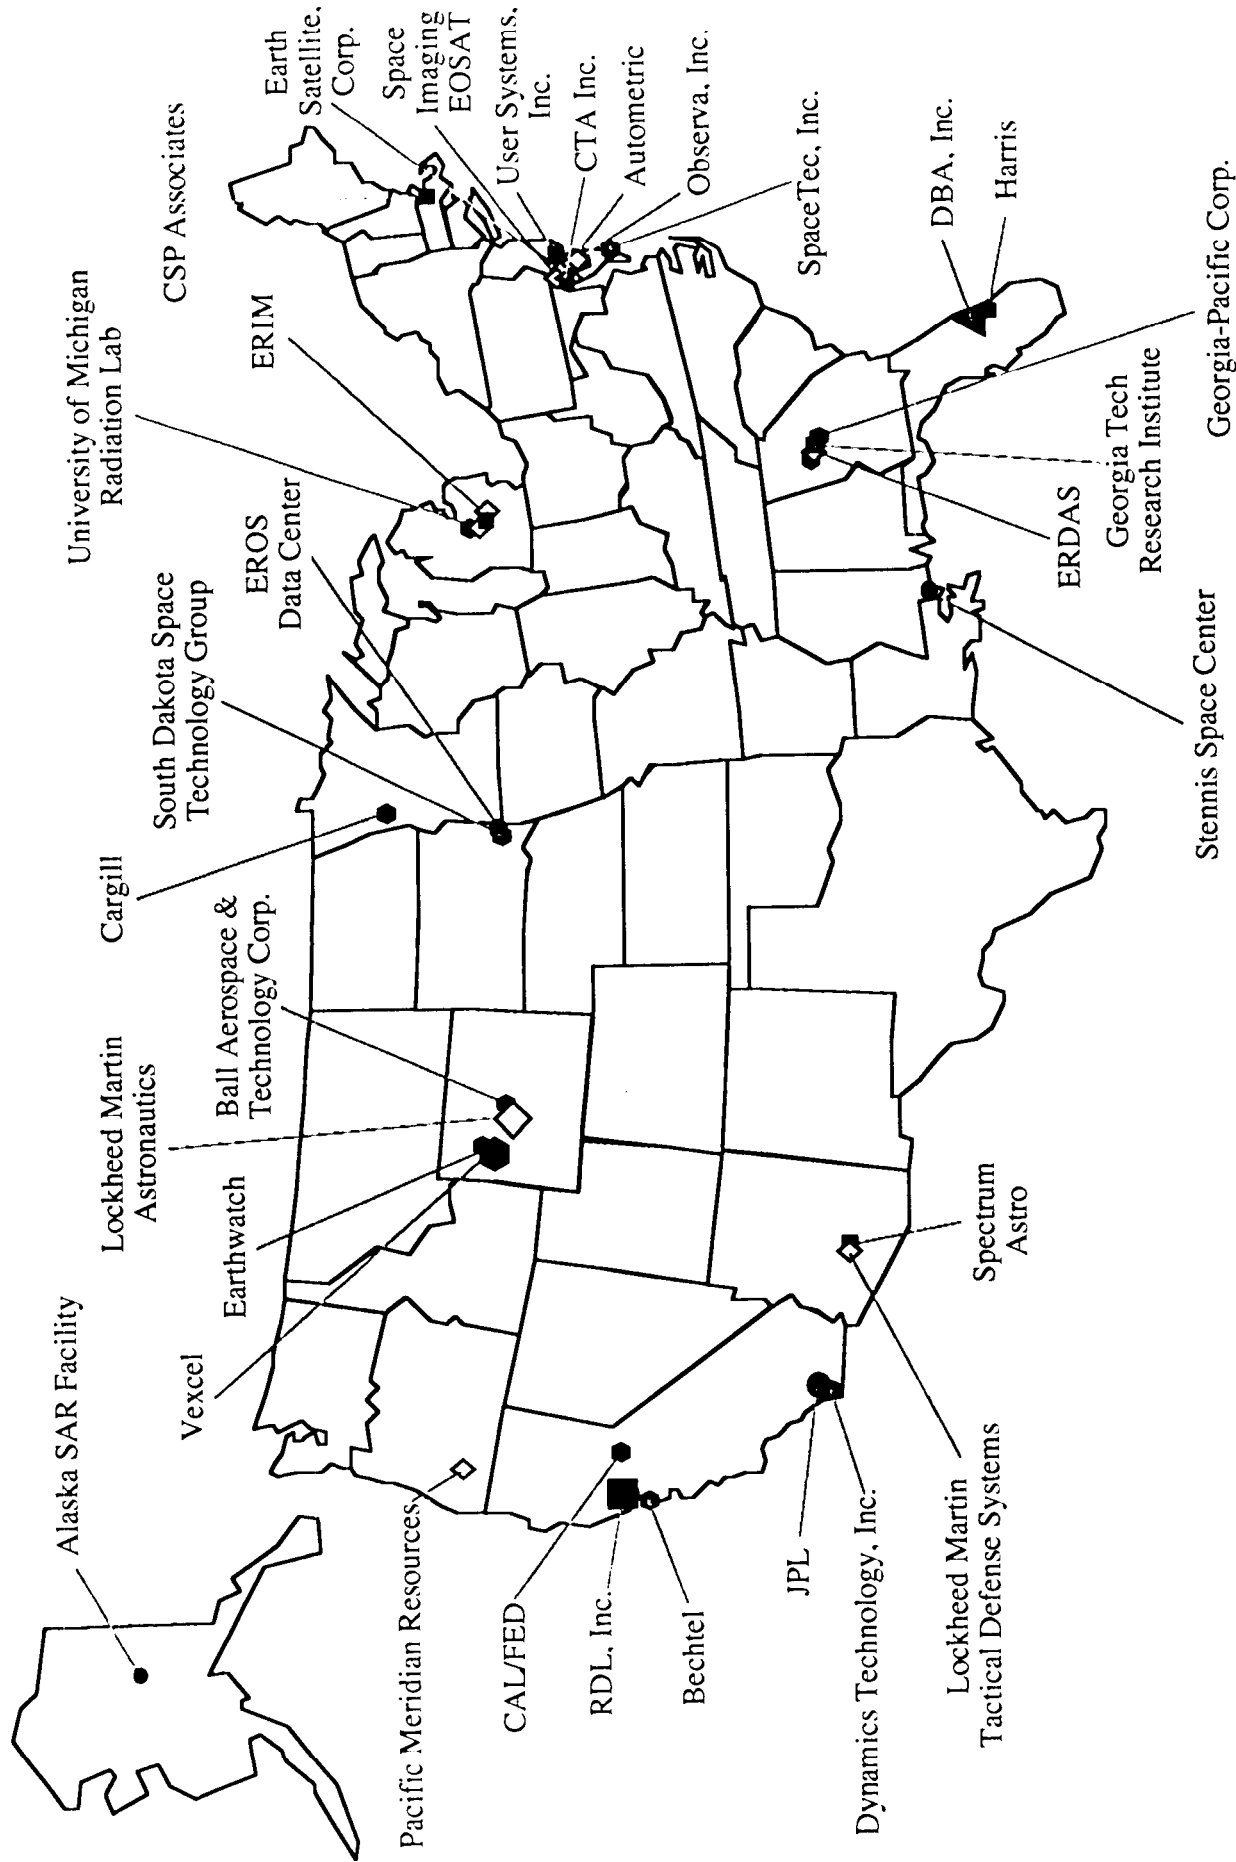 Alaska SAR Facility
Pacific Meridian Resources
CAL/FED
RDL, Inc.
Bechtel
JPL
Dynamics Technology, Inc.
Lockheed Martin
Tactical Defense Systems
Spectrum
Astro
Vexcel
Earthwatch
Lockheed Martin
Astronautics
Ball Aerospace &
Technology Corp.
Cargill
South Dakota Space
Technology Group
EROS
Data Center
University of Michigan
Radiation Lab
ERIM
CSP Associates
Earth
Satellite,
Corp.
Space
Imaging
EOSAT
User Systems,
Inc.
CTA Inc.
Autometric
Observa, Inc.
SpaceTec, Inc.
DBA, Inc.
Harris
Georgia-Pacific Corp.
Georgia Tech
Research Institute
ERDAS
Stennis Space Center